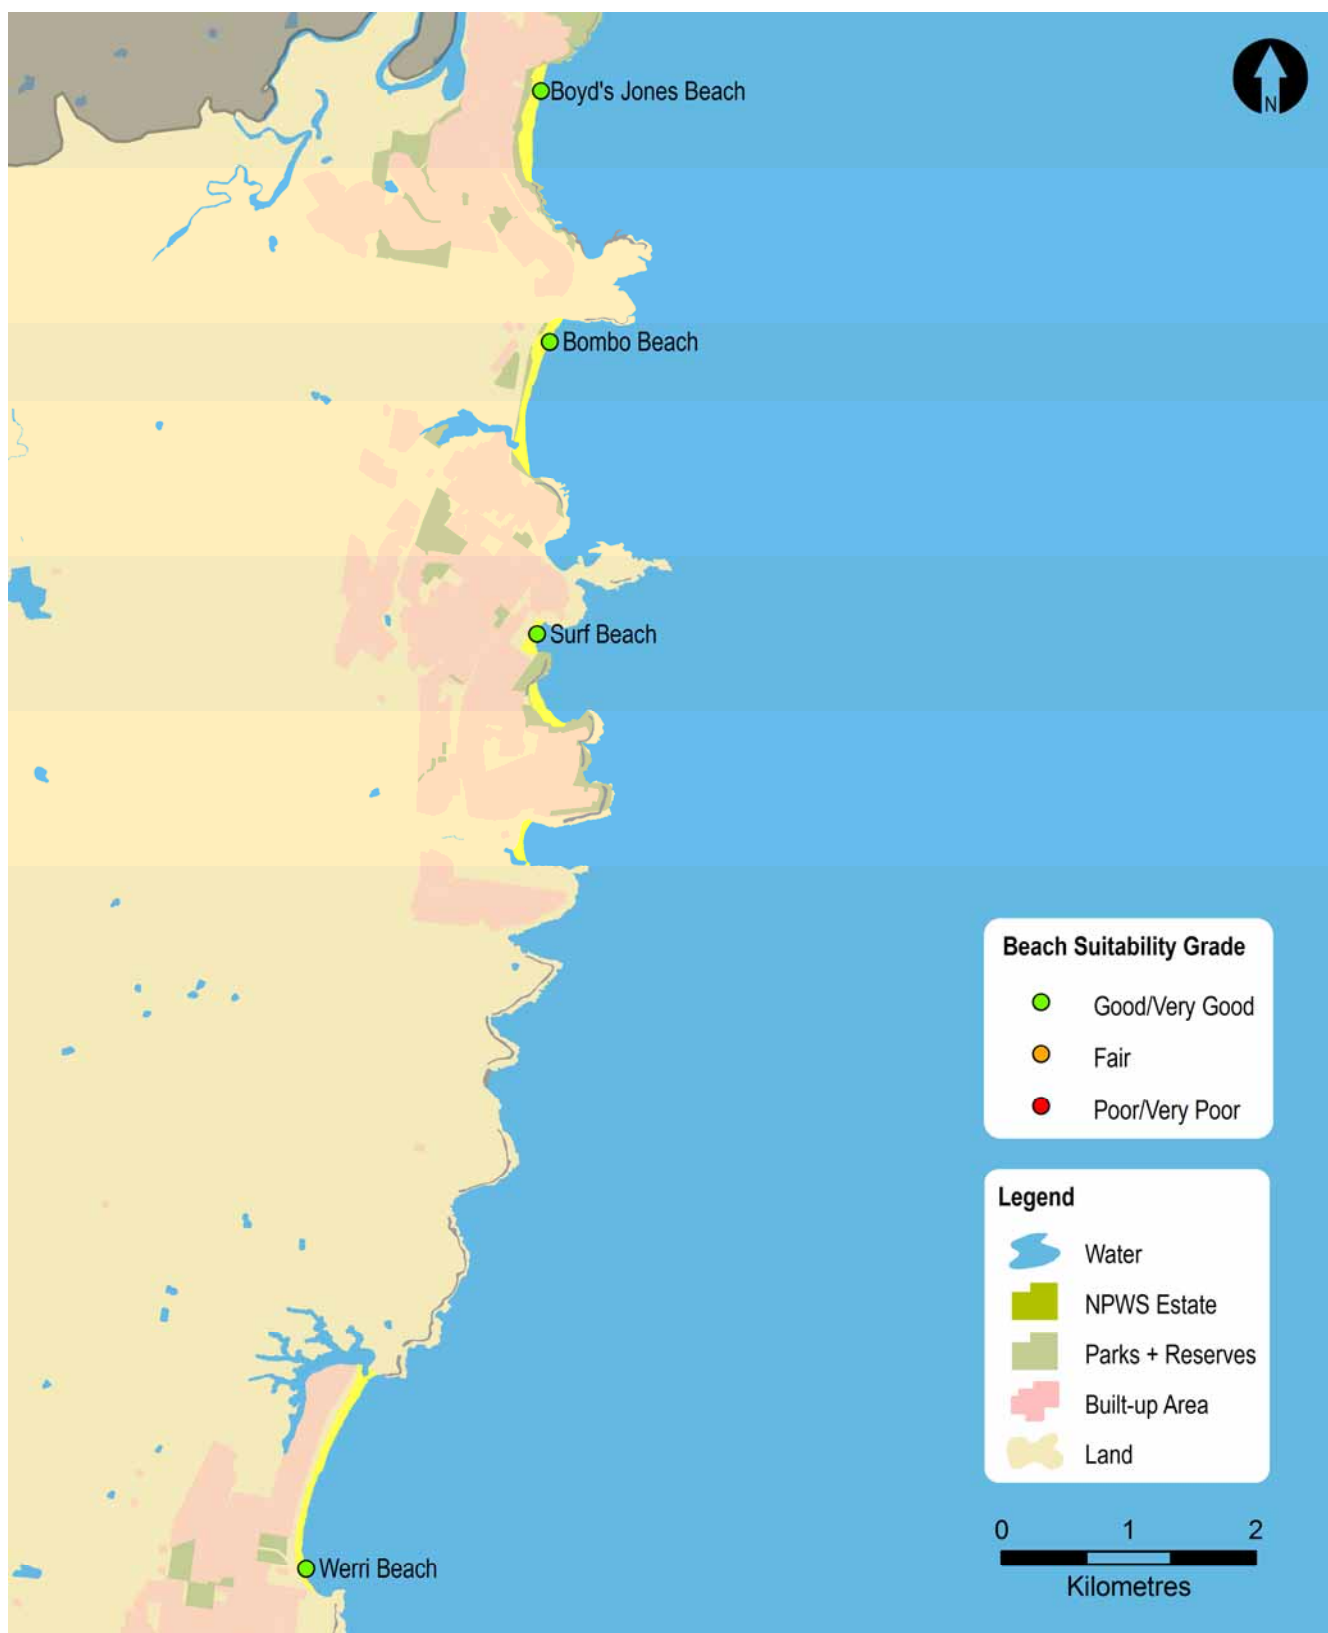 N
Boyd's Jones Beach
Bombo Beach
Surf Beach
Werri Beach
Beach Suitability Grade
Good/Very Good
Fair
Poor/Very Poor
Legend
Water
NPWS Estate
Parks + Reserves
Built-up Area
Land
0 1 2
Kilometres